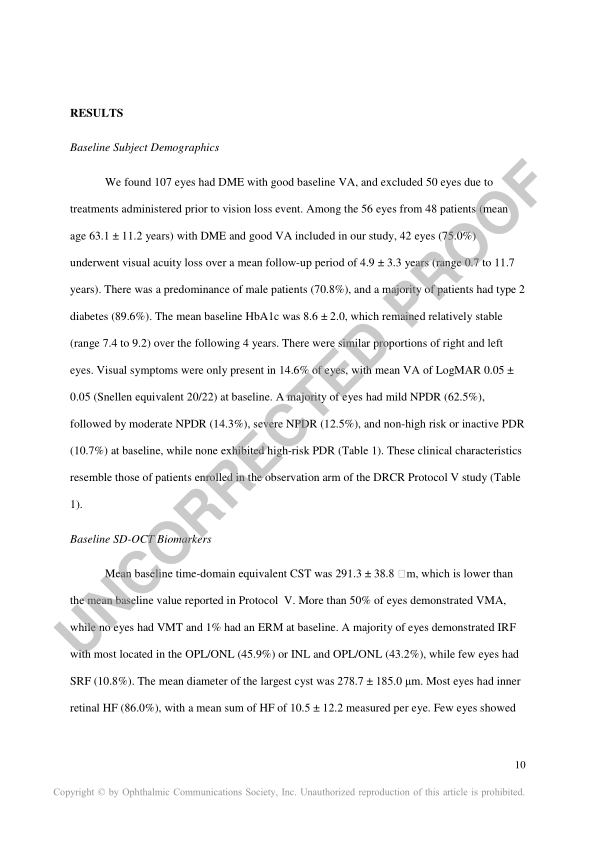 RESULTS
Baseline Subject Demographics
We found 107 eyes had DME with good baseline VA, and excluded 50 eyes due to
treatments administered prior to vision loss event. Among the 56 eyes from 48 patients (mean
age 63.1 ± 11.2 years) with DME and good VA included in our study, 42 eyes (75.0%)
underwent visual acuity loss over a mean follow-up period of 4.9 ± 3.3 years (range 0.7 to 11.7
years). There was a predominance of male patients (70.8%), and a majority of patients had type 2
diabetes (89.6%). The mean baseline HbA1c was 8.6 ± 2.0, which remained relatively stable
(range 7.4 to 9.2) over the following 4 years. There were similar proportions of right and left
eyes. Visual symptoms were only present in 14.6% of eyes, with mean VA of LogMAR 0.05 ±
0.05 (Snellen equivalent 20/22) at baseline. A majority of eyes had mild NPDR (62.5%),
followed by moderate NPDR (14.3%), severe NPDR (12.5%), and non-high risk or inactive PDR
(10.7%) at baseline, while none exhibited high-risk PDR (Table 1). These clinical characteristics
resemble those of patients enrolled in the observation arm of the DRCR Protocol V study (Table
1).
Baseline SD-OCT Biomarkers
Mean baseline time-domain equivalent CST was 291.3 ± 38.8 □m, which is lower than
the mean baseline value reported in Protocol V. More than 50% of eyes demonstrated VMA,
while no eyes had VMT and 1% had an ERM at baseline. A majority of eyes demonstrated IRF
with most located in the OPL/ONL (45.9%) or INL and OPL/ONL (43.2%), while few eyes had
SRF (10.8%). The mean diameter of the largest cyst was 278.7 ± 185.0 µm. Most eyes had inner
retinal HF (86.0%), with a mean sum of HF of 10.5 ± 12.2 measured per eye. Few eyes showed
UNCORRECTED PROOF
10
Copyright © by Ophthalmic Communications Society, Inc. Unauthorized reproduction of this article is prohibited.